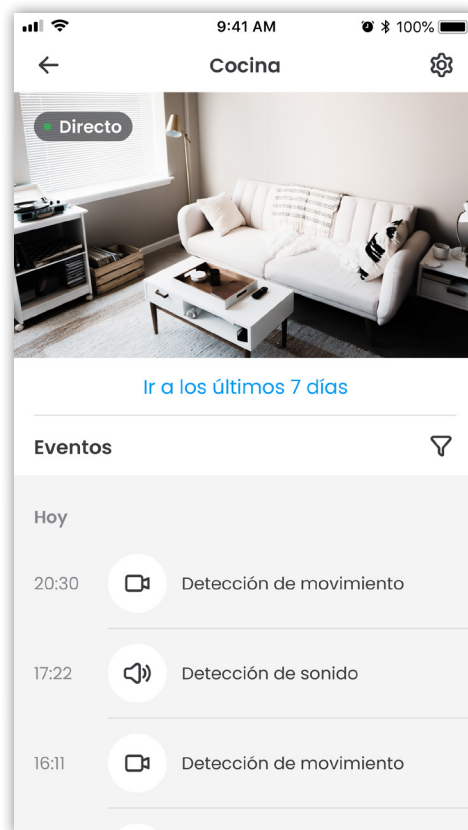 9:41 AM
100%
Cocina
Directo
Ir a los últimos 7 días
Eventos
Hoy
20:30
Detección de movimiento
17:22
Detección de sonido
16:11
Detección de movimiento